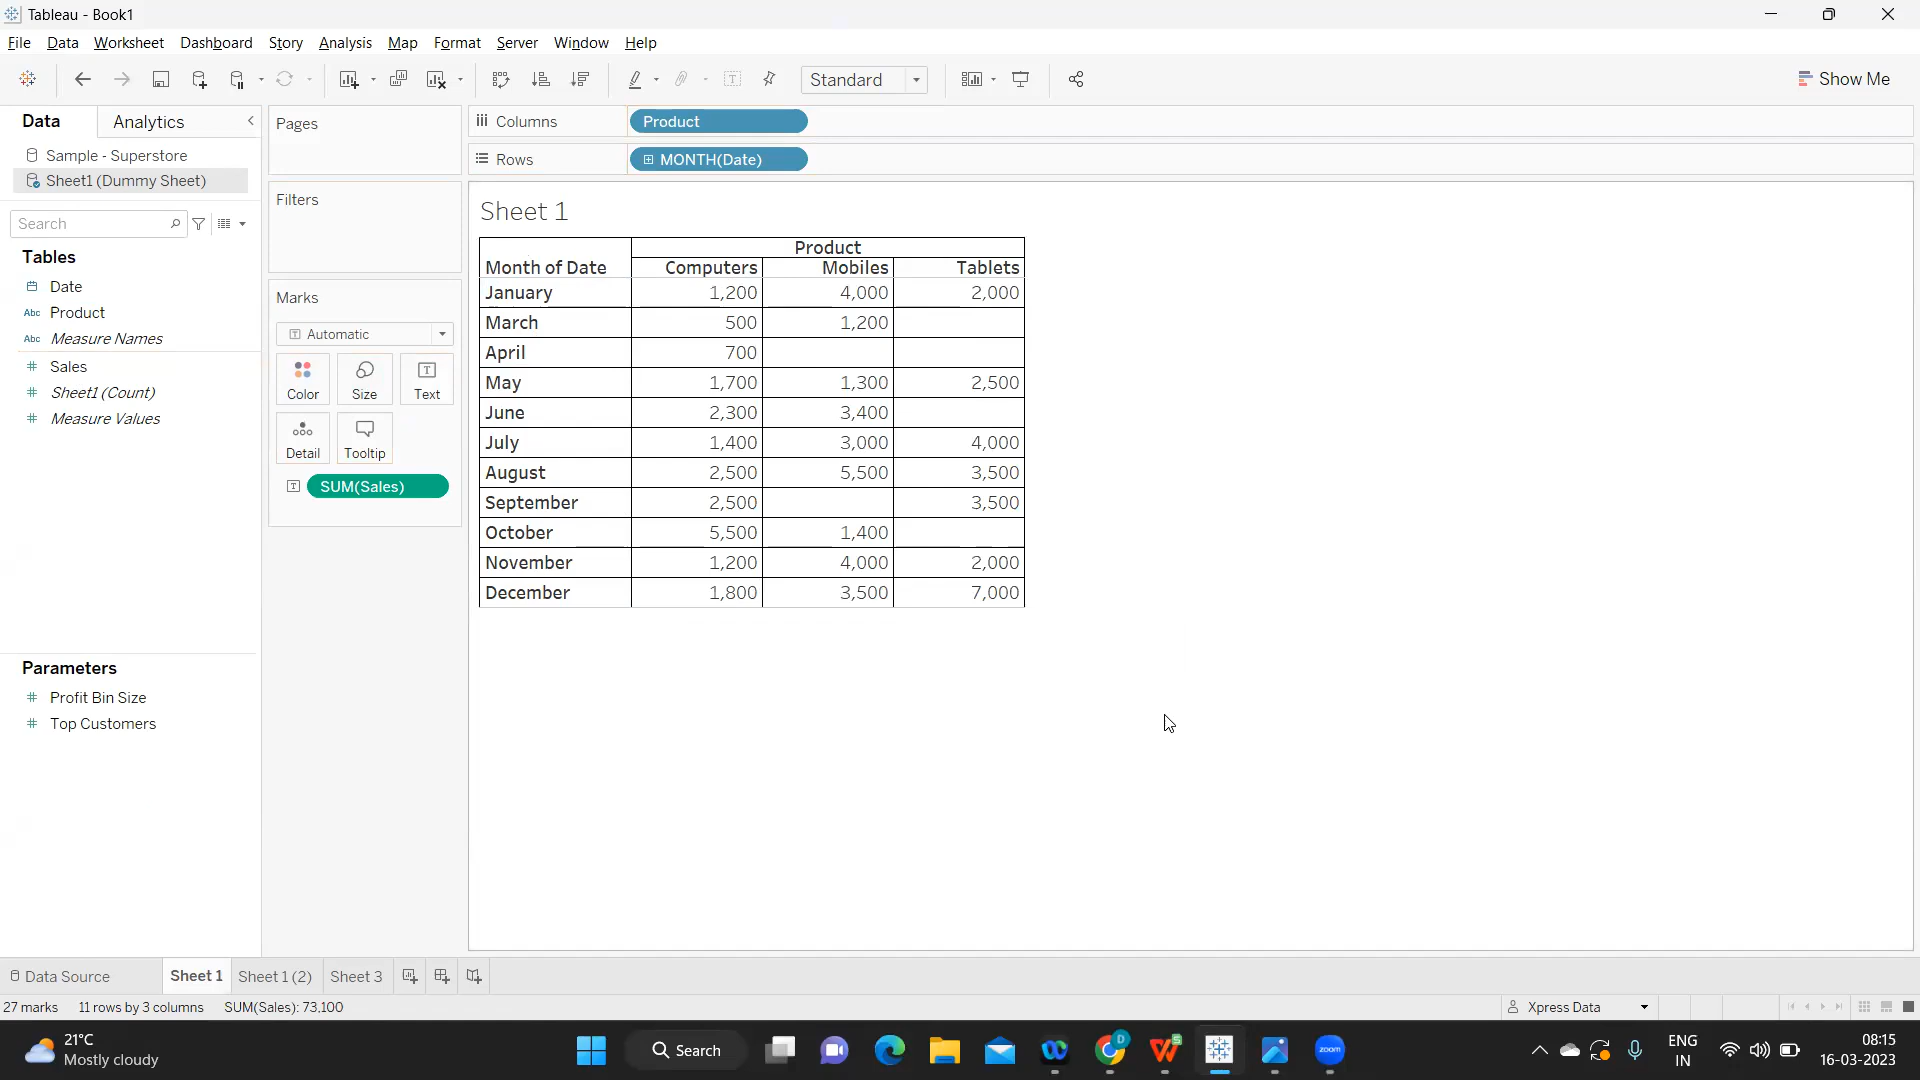 Tableau - Book1
File Data Worksheet Dashboard Story Analysis Map Format Server Window Help
Standard
Show Me
Data Analytics
Sample - Superstore
Sheet1 (Dummy Sheet)
Search
Tables
Date
Abc Product
Abc Measure Names
Sales
Sheet1 (Count)
Measure Values
Parameters
Profit Bin Size
Top Customers
Pages
Filters
Marks
T Automatic
Color Size T Text
Detail Tooltip
T SUM(Sales)
Columns Product
Rows MONTH(Date)
Sheet 1
Product
Month of Date Computers Mobiles Tablets
January 1,200 4,000 2,000
March 500 1,200
April 700
May 1,700 1,300 2,500
June 2,300 3,400
July 1,400 3,000 4,000
August 2,500 5,500 3,500
September 2,500 3,500
October 5,500 1,400
November 1,200 4,000 2,000
December 1,800 3,500 7,000
Data Source Sheet 1 Sheet 1 (2) Sheet 3
27 marks 11 rows by 3 columns SUM(Sales): 73,100
Xpress Data
21°C
Mostly cloudy
Search
D
S
zoom
ENG
IN
08:15
16-03-2023